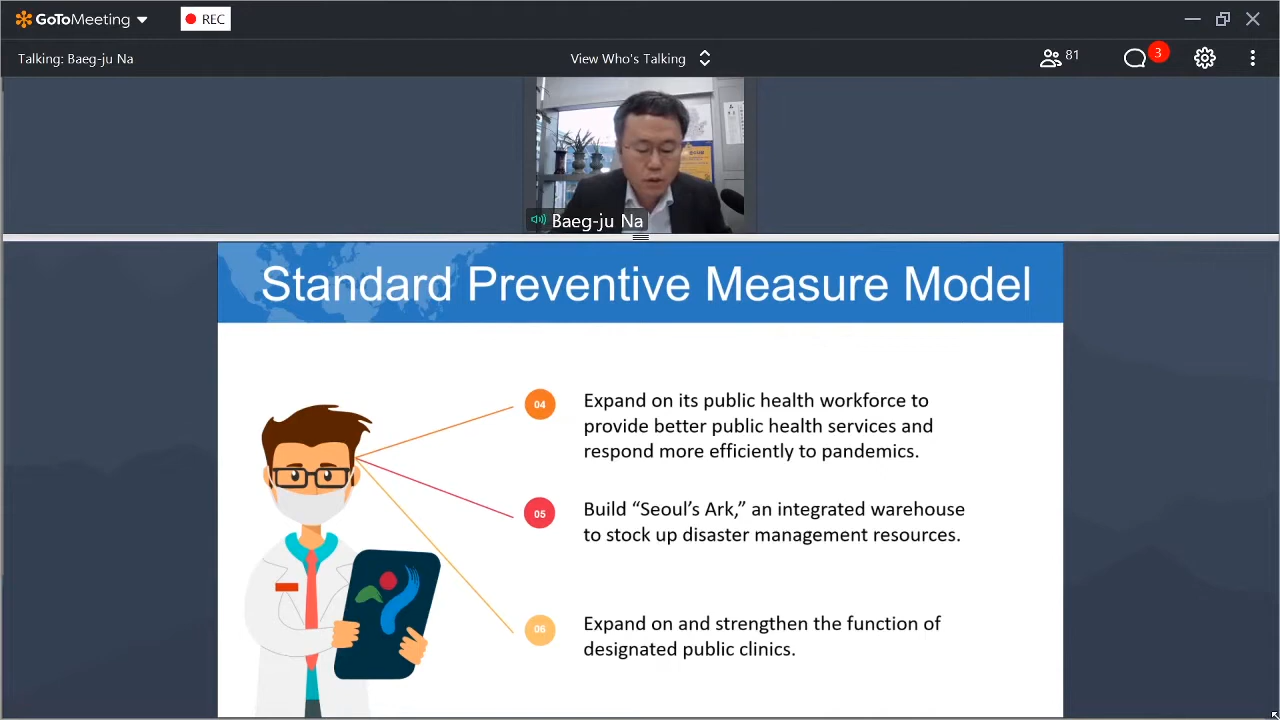 GoToMeeting
REC
Talking: Baeg-ju Na
View Who's Talking
81
3
Baeg-ju Na
Standard Preventive Measure Model
04
Expand on its public health workforce to
provide better public health services and
respond more efficiently to pandemics.
05
Build “Seoul’s Ark,” an integrated warehouse
to stock up disaster management resources.
06
Expand on and strengthen the function of
designated public clinics.